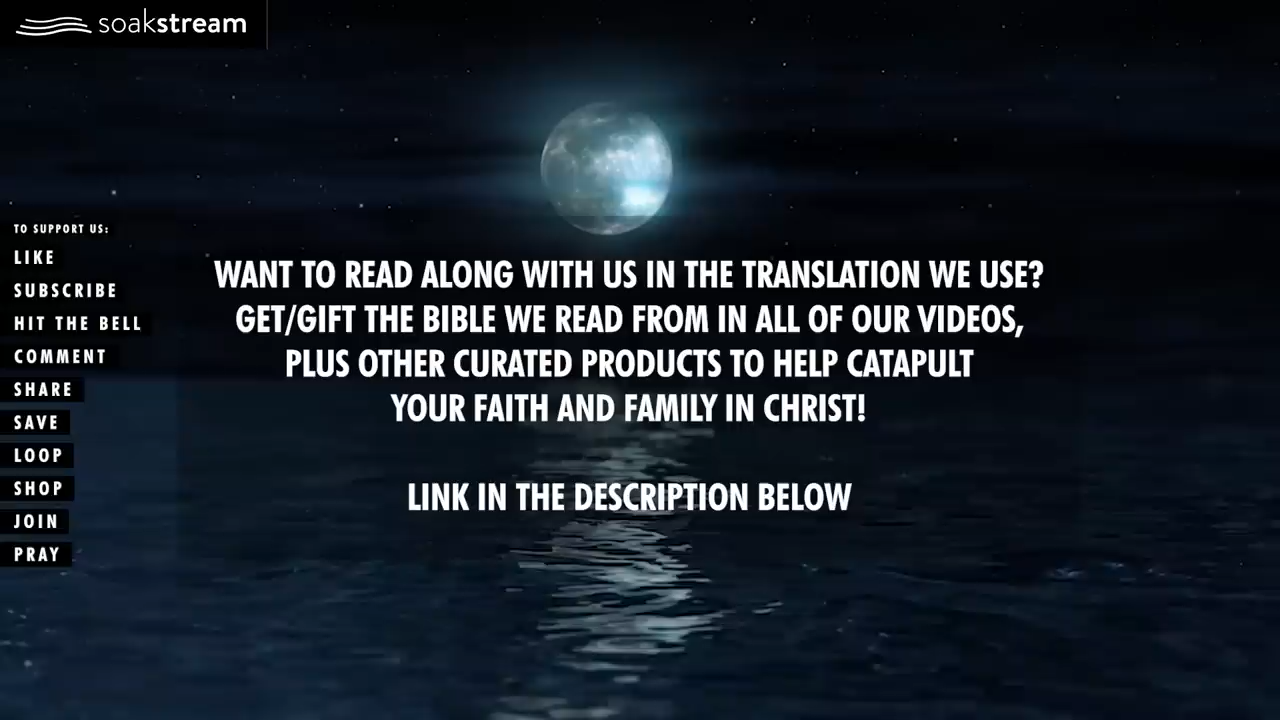 soakstream
TO SUPPORT US:
LIKE
SUBSCRIBE
HIT THE BELL
COMMENT
SHARE
SAVE
LOOP
SHOP
JOIN
PRAY
WANT TO READ ALONG WITH US IN THE TRANSLATION WE USE?
GET/GIFT THE BIBLE WE READ FROM IN ALL OF OUR VIDEOS,
PLUS OTHER CURATED PRODUCTS TO HELP CATAPULT
YOUR FAITH AND FAMILY IN CHRIST!
LINK IN THE DESCRIPTION BELOW